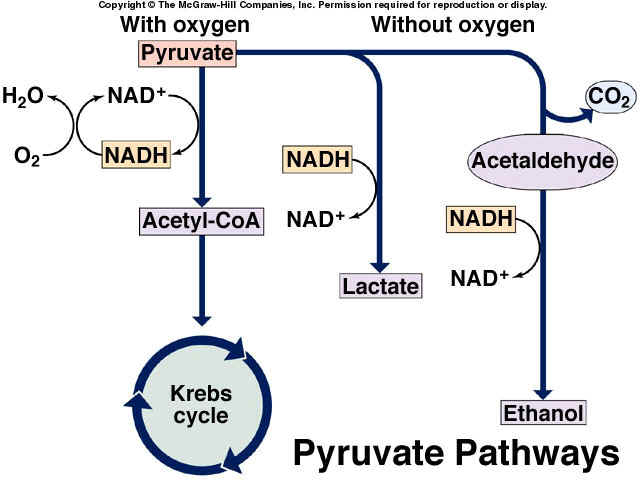 Copyright © The McGraw-Hill Companies, Inc. Permission required for reproduction or display.
With oxygen
Without oxygen
Pyruvate
H₂O
NAD⁺
O₂
NADH
CO₂
Acetaldehyde
NADH
NAD⁺
Acetyl-CoA
NADH
NAD⁺
Lactate
Krebs
cycle
Ethanol
Pyruvate Pathways